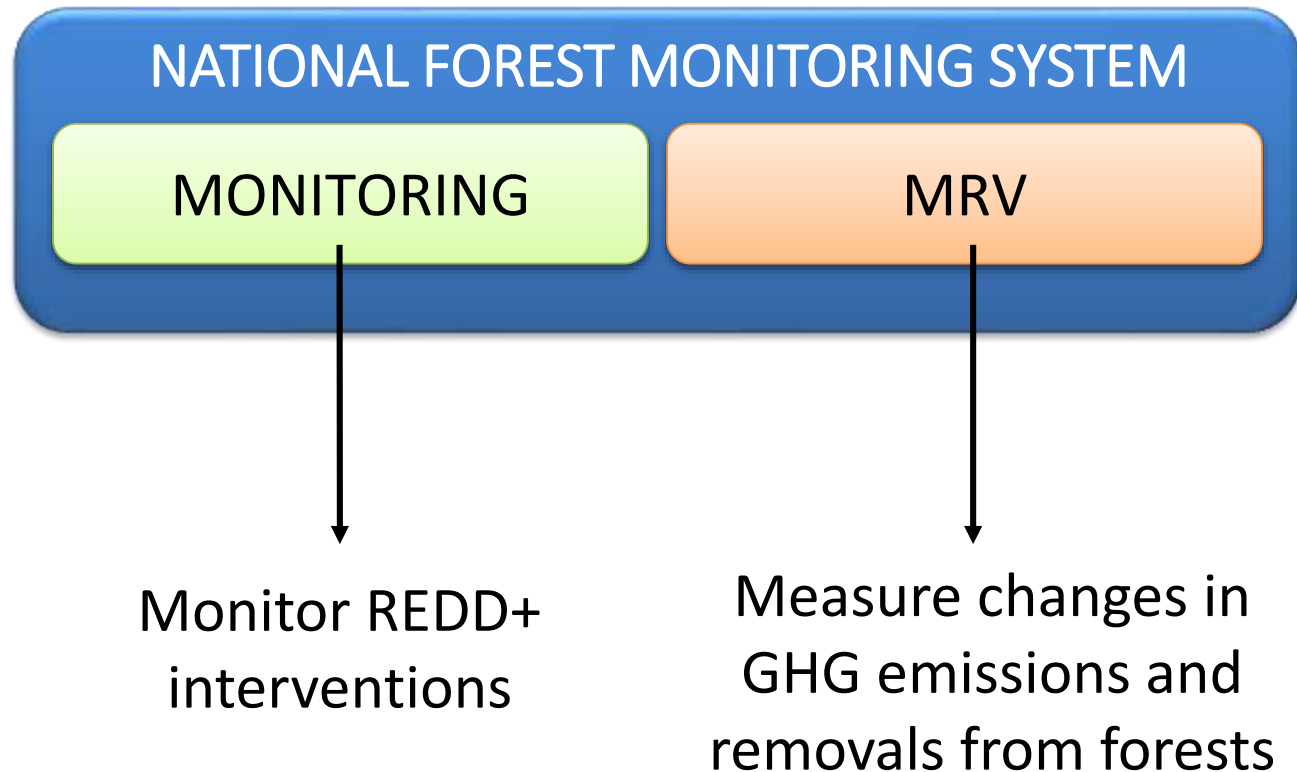 NATIONAL FOREST MONITORING SYSTEM
MONITORING
MRV
Monitor REDD+
interventions
Measure changes in
GHG emissions and
removals from forests